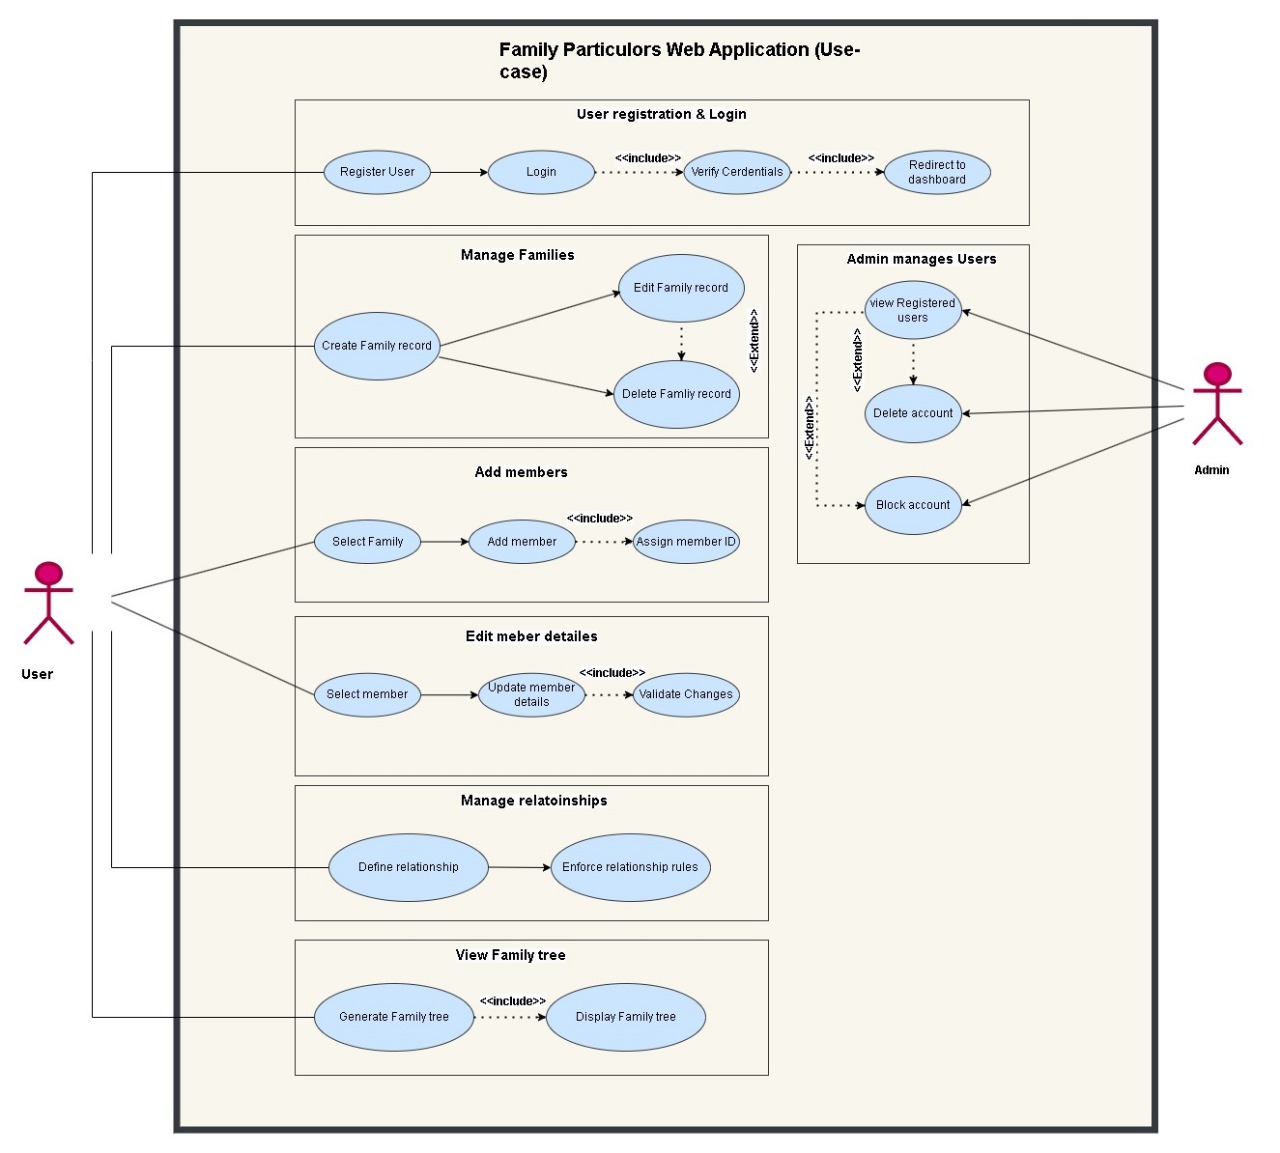 Family Particulors Web Application (Use-
case)
User registration & Login
Register User
Login
<<include>>
Verify Cerdentials
<<include>>
Redirect to
dashboard
Manage Families
Create Family record
Edit Family record
<<Extend>>
Delete Famliy record
Admin manages Users
view Registered
users
<<Extend>>
<<Extend>>
Delete account
Block account
Admin
Add members
Select Family
Add member
<<include>>
Assign member ID
User
Edit meber detailes
Select member
Update member
details
<<include>>
Validate Changes
Manage relatoinships
Define relationship
Enforce relationship rules
View Family tree
Generate Family tree
<<include>>
Display Family tree